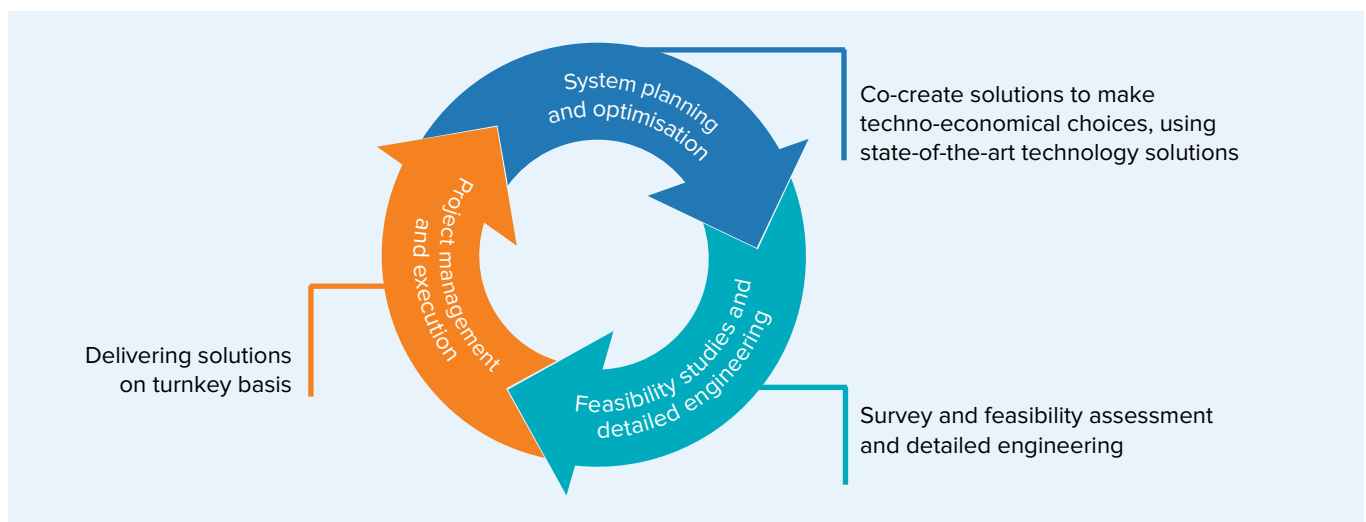 System planning
and optimisation
Co-create solutions to make
techno-economical choices, using
state-of-the-art technology solutions
Feasibility studies and
detailed engineering
Survey and feasibility assessment
and detailed engineering
Project management
and execution
Delivering solutions
on turnkey basis